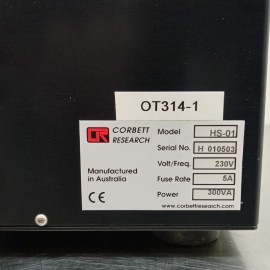 OT314-1
CR CORBETT RESEARCH
Model HS-01
Serial No. H 010503
Volt/Freq. 230V
Manufactured in Australia
Fuse Rate 5A
CE
Power 300VA
www.corbettresearch.com